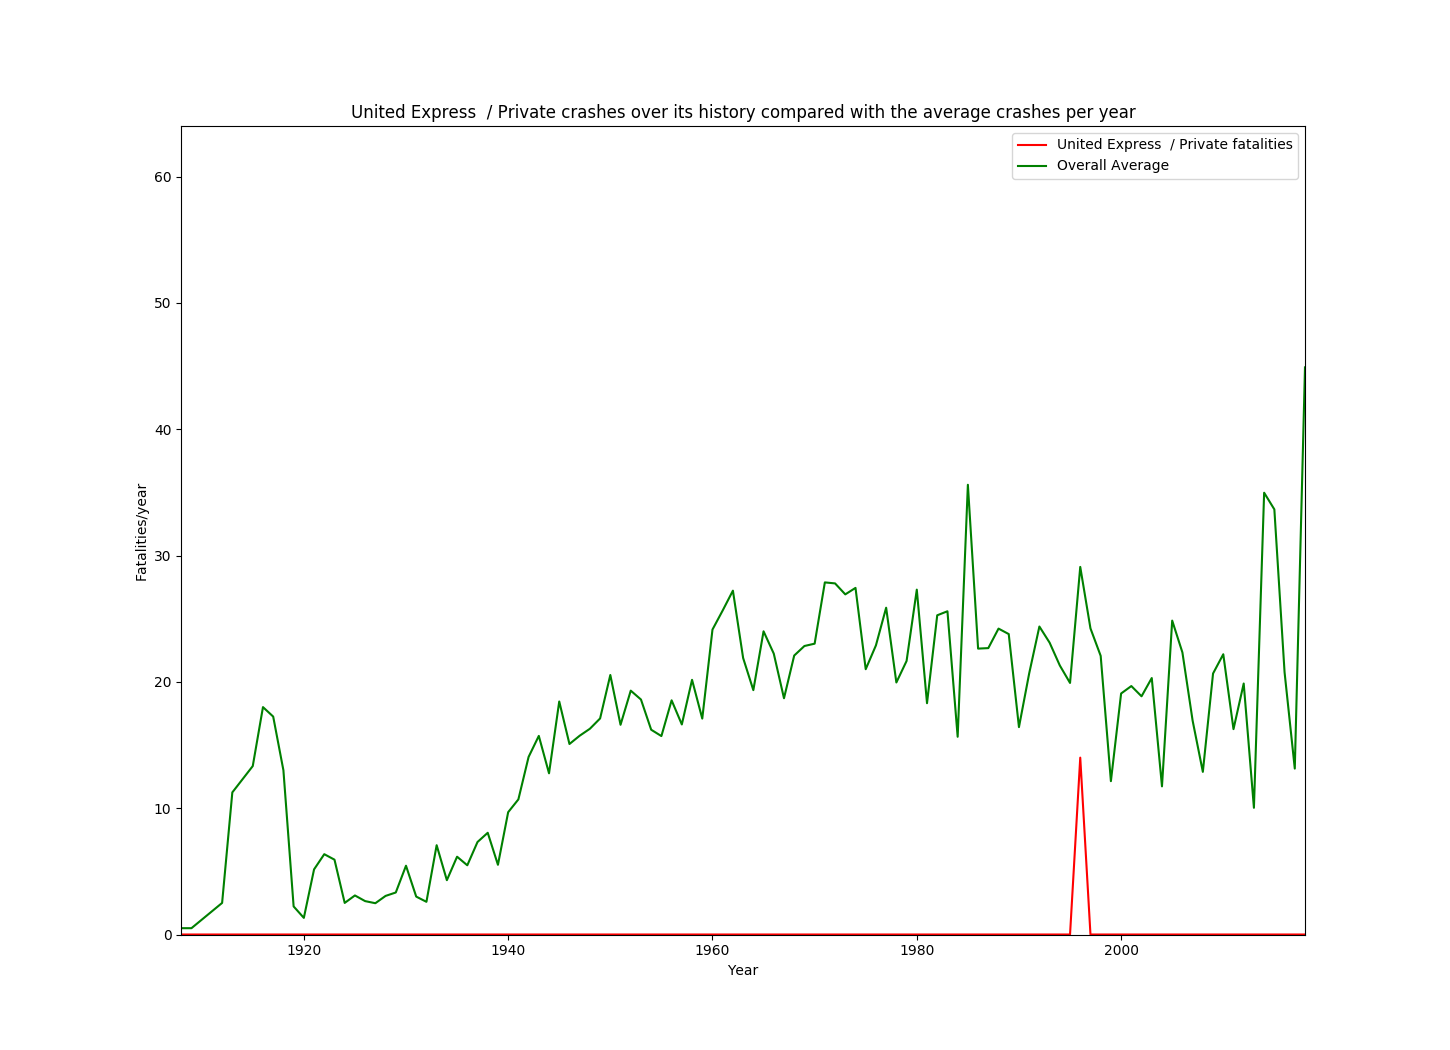 United Express  / Private crashes over its history compared with the average crashes per year
United Express  / Private fatalities
Overall Average
60
50
40
30
20
10
0
Fatalities/year
1920
1940
1960
1980
2000
Year